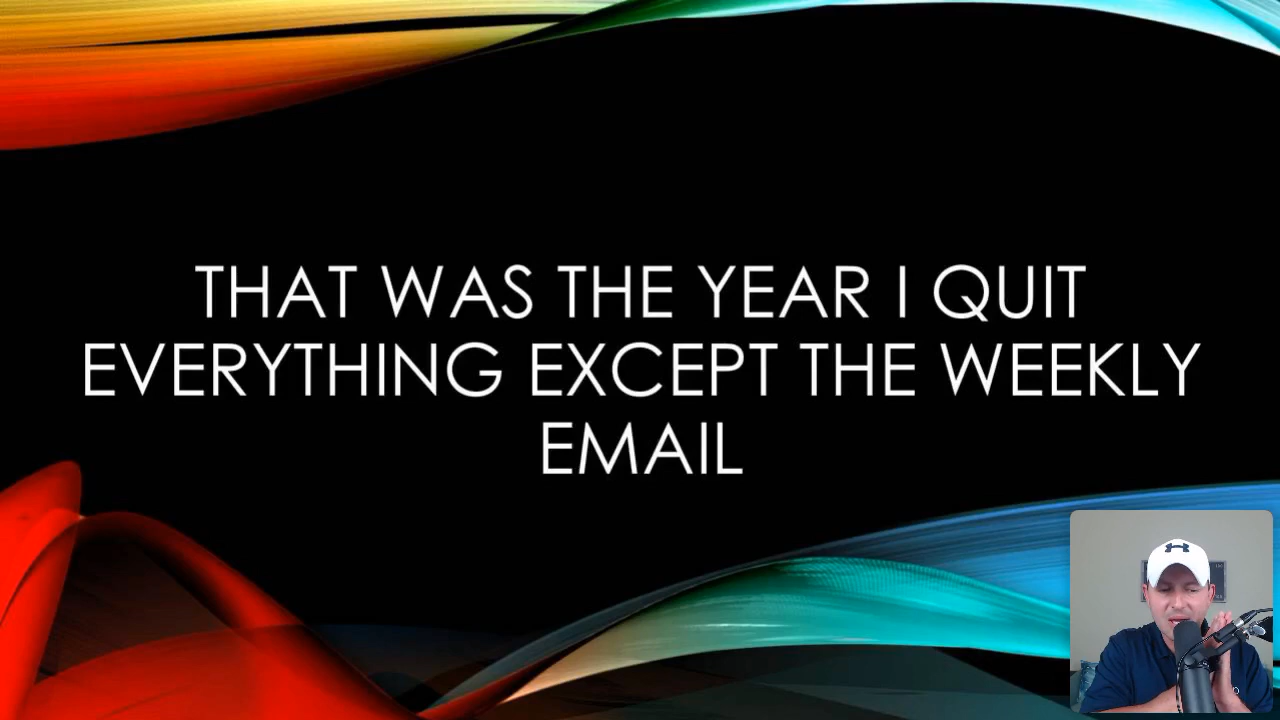 THAT WAS THE YEAR I QUIT
EVERYTHING EXCEPT THE WEEKLY
EMAIL